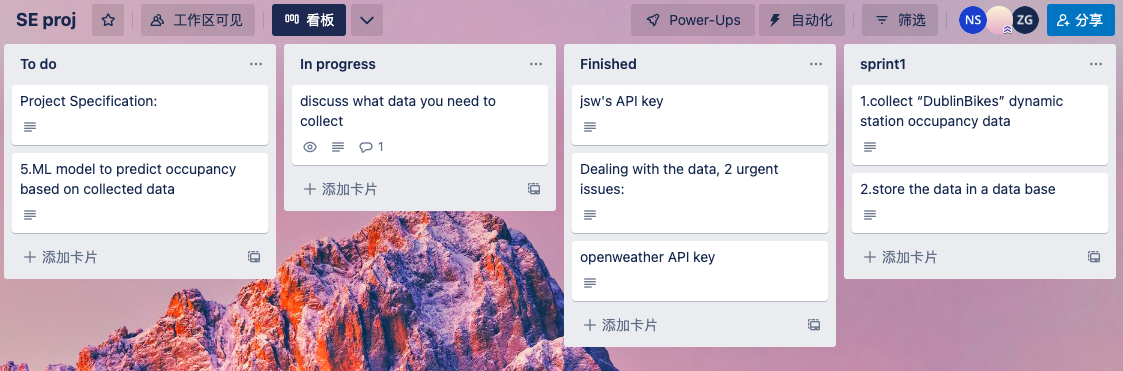 SE proj
工作区可见
看板
Power-Ups
自动化
筛选
NS
ZG
分享
To do
Project Specification:
5.ML model to predict occupancy
based on collected data
添加卡片
In progress
discuss what data you need to
collect
1
添加卡片
Finished
jsw's API key
Dealing with the data, 2 urgent
issues:
openweather API key
添加卡片
sprint1
1.collect “DublinBikes” dynamic
station occupancy data
2.store the data in a data base
添加卡片